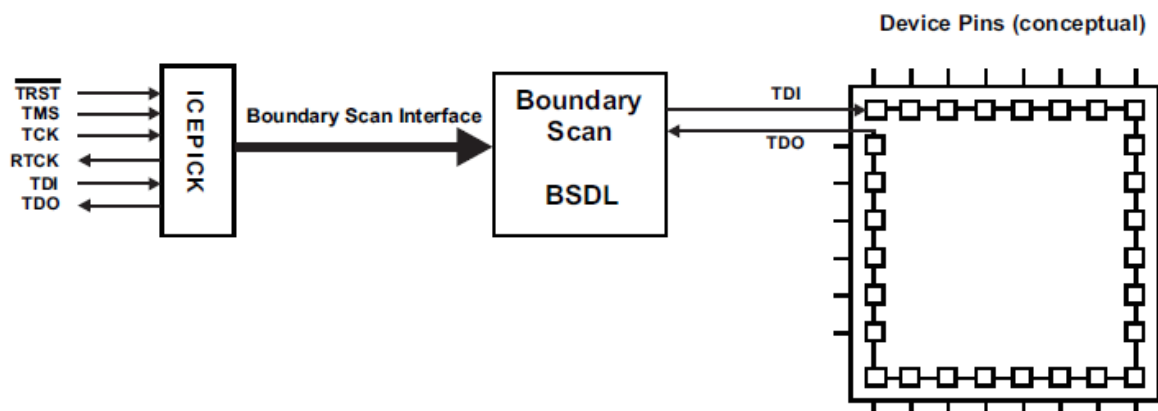 Device Pins (conceptual)
TRST
TMS
TCK
RTCK
TDI
TDO
ICEPICK
Boundary Scan Interface
Boundary
Scan
BSDL
TDI
TDO